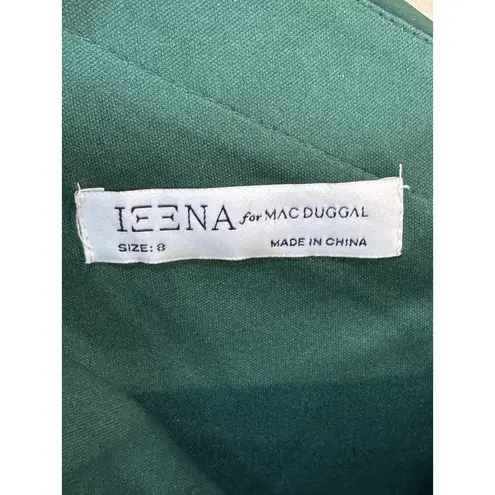 IEENA for MAC DUGGAL
SIZE: 8 MADE IN CHINA